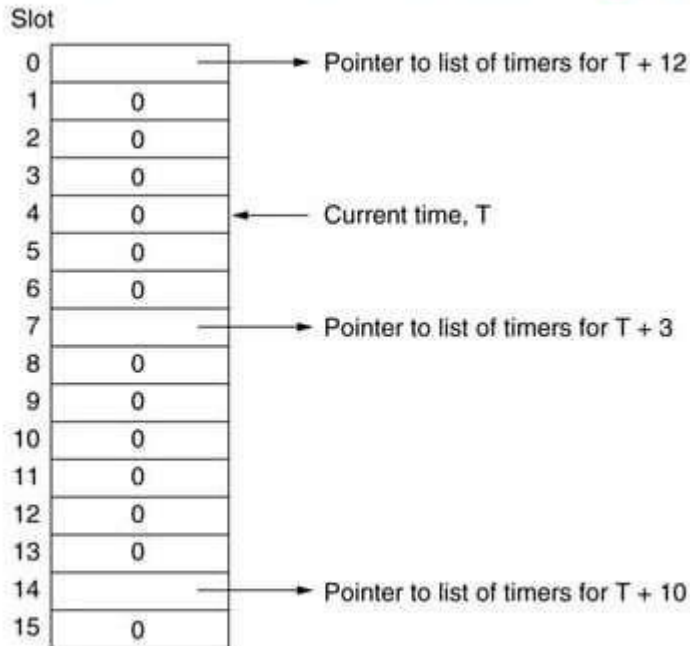 Slot
0 Pointer to list of timers for T + 12
1 0
2 0
3 0
4 0 Current time, T
5 0
6 0
7 Pointer to list of timers for T + 3
8 0
9 0
10 0
11 0
12 0
13 0
14 Pointer to list of timers for T + 10
15 0